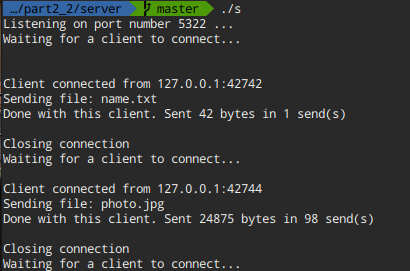 …/part2_2/server master ./s
Listening on port number 5322 ...
Waiting for a client to connect...
Client connected from 127.0.0.1:42742
Sending file: name.txt
Done with this client. Sent 42 bytes in 1 send(s)
Closing connection
Waiting for a client to connect...
Client connected from 127.0.0.1:42744
Sending file: photo.jpg
Done with this client. Sent 24875 bytes in 98 send(s)
Closing connection
Waiting for a client to connect...